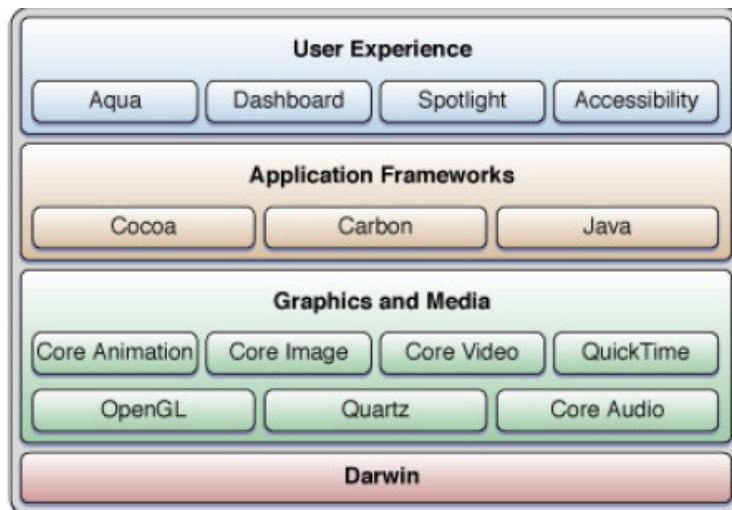 User Experience
Aqua Dashboard Spotlight Accessibility
Application Frameworks
Cocoa Carbon Java
Graphics and Media
Core Animation Core Image Core Video QuickTime
OpenGL Quartz Core Audio
Darwin